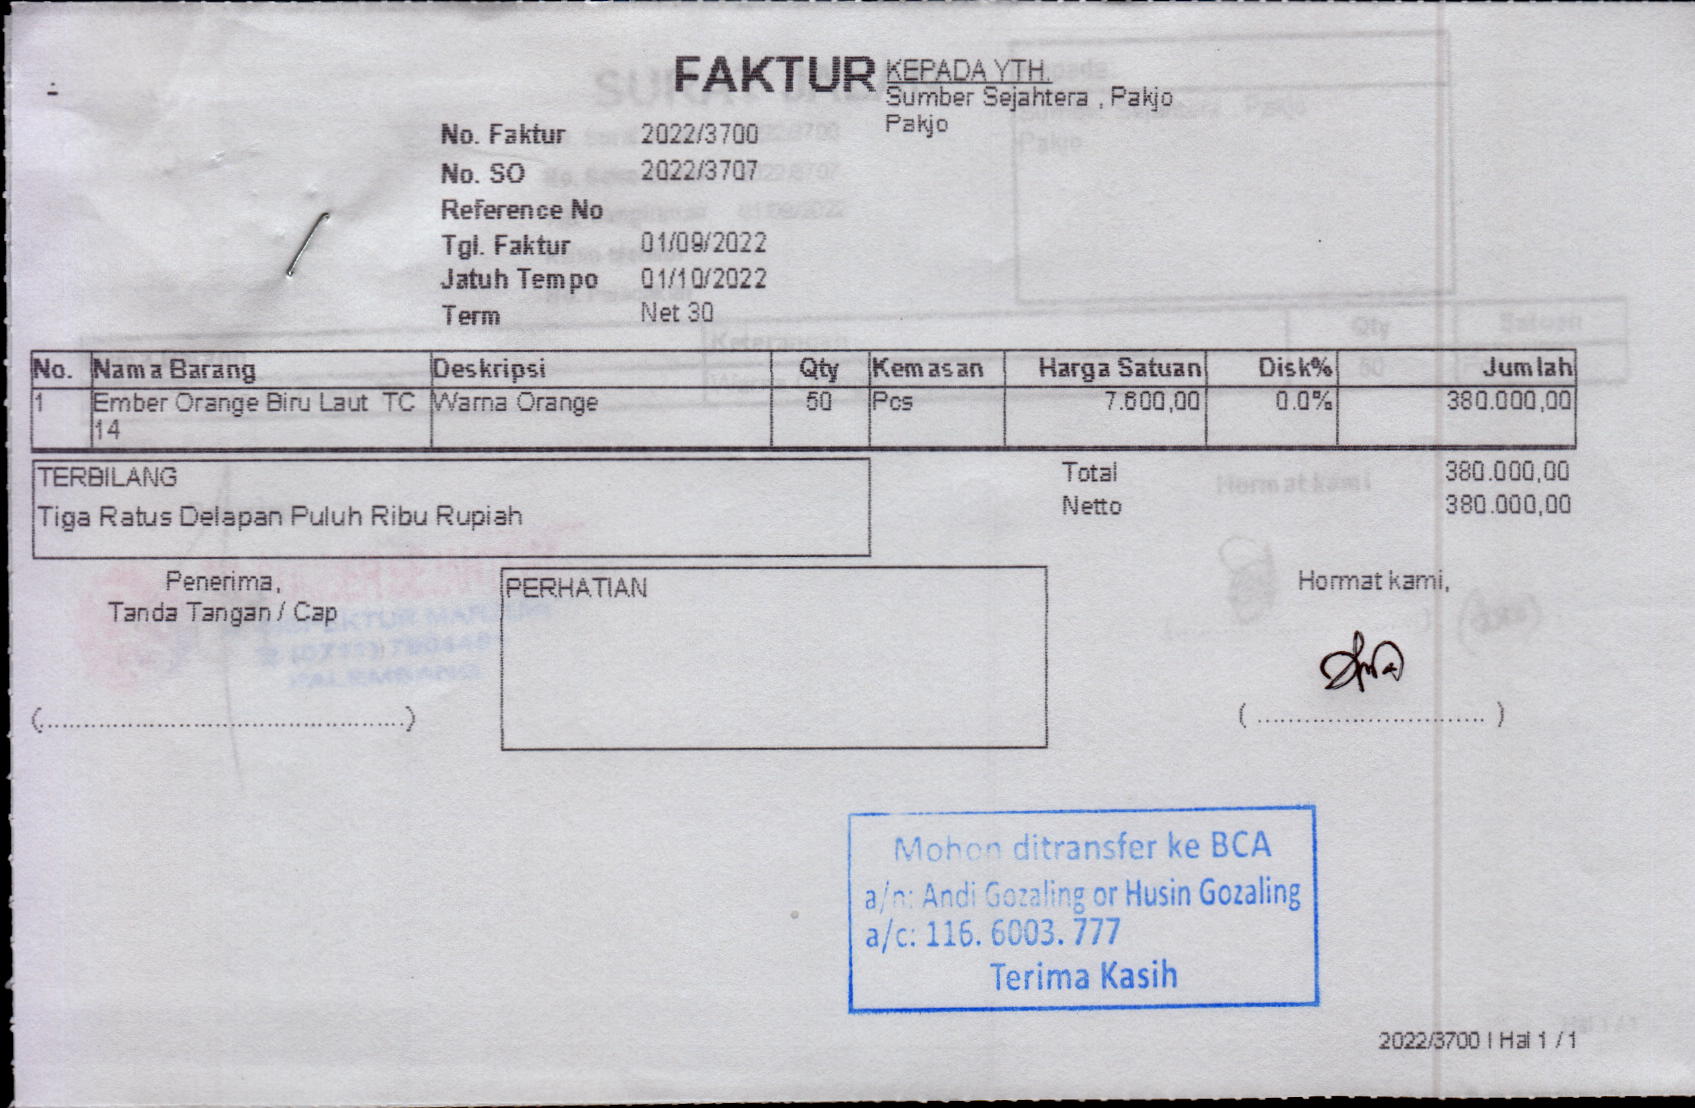 FAKTUR
KEPADA YTH.
Sumber Sejahtera , Pakjo
Pakjo
No. Faktur 2022/3700
No. SO 2022/3707
Reference No
Tgl. Faktur 01/09/2022
Jatuh Tempo 01/10/2022
Term Net 30
No. Nama Barang Deskripsi Qty Kemasan Harga Satuan Disk% Jumlah
1 Ember Orange Biru Laut TC Warna Orange 50 Pcs 7.600,00 0.0% 380.000,00
14
TERBILANG
Tiga Ratus Delapan Puluh Ribu Rupiah
Total 380.000,00
Netto 380.000,00
Penerima,
Tanda Tangan / Cap
(.............................................)
PERHATIAN
Hormat kami,
( ............................ )
Mohon ditransfer ke BCA
a/n: Andi Gozaling or Husin Gozaling
a/c: 116. 6003. 777
Terima Kasih
2022/3700 | Hal 1 / 1